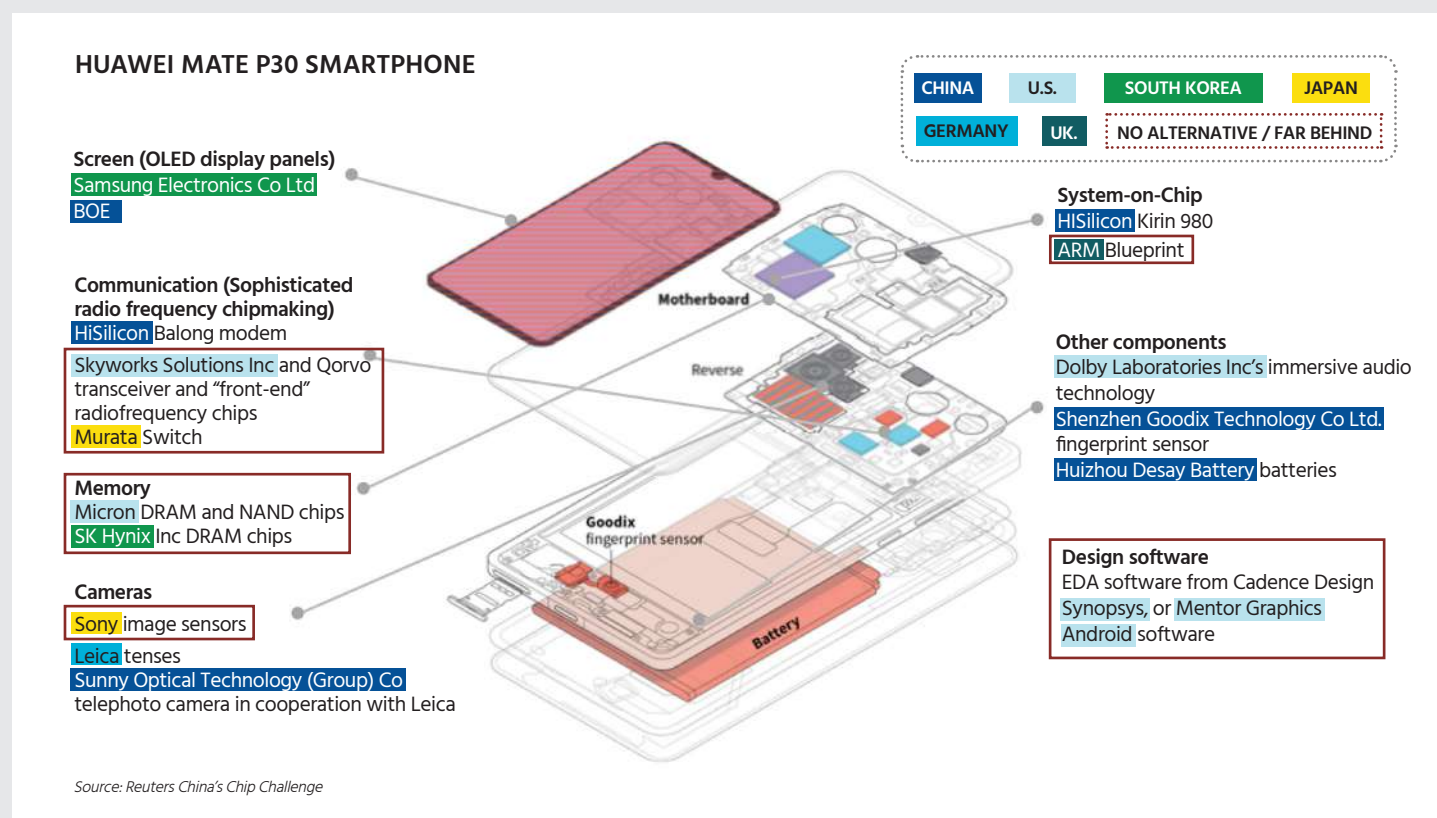 HUAWEI MATE P30 SMARTPHONE
CHINA
U.S.
SOUTH KOREA
JAPAN
GERMANY
UK.
NO ALTERNATIVE / FAR BEHIND
Screen (OLED display panels)
Samsung Electronics Co Ltd
BOE
Communication (Sophisticated
radio frequency chipmaking)
HiSilicon Balong modem
Skyworks Solutions Inc and Qorvo
transceiver and “front-end”
radiofrequency chips
Murata Switch
Memory
Micron DRAM and NAND chips
SK Hynix Inc DRAM chips
Cameras
Sony image sensors
Leica tenses
Sunny Optical Technology (Group) Co
telephoto camera in cooperation with Leica
Motherboard
Reverse
Goodix
fingerprint sensor
Battery
System-on-Chip
HISilicon Kirin 980
ARM Blueprint
Other components
Dolby Laboratories Inc’s immersive audio
technology
Shenzhen Goodix Technology Co Ltd.
fingerprint sensor
Huizhou Desay Battery batteries
Design software
EDA software from Cadence Design
Synopsys, or Mentor Graphics
Android software
Source: Reuters China’s Chip Challenge